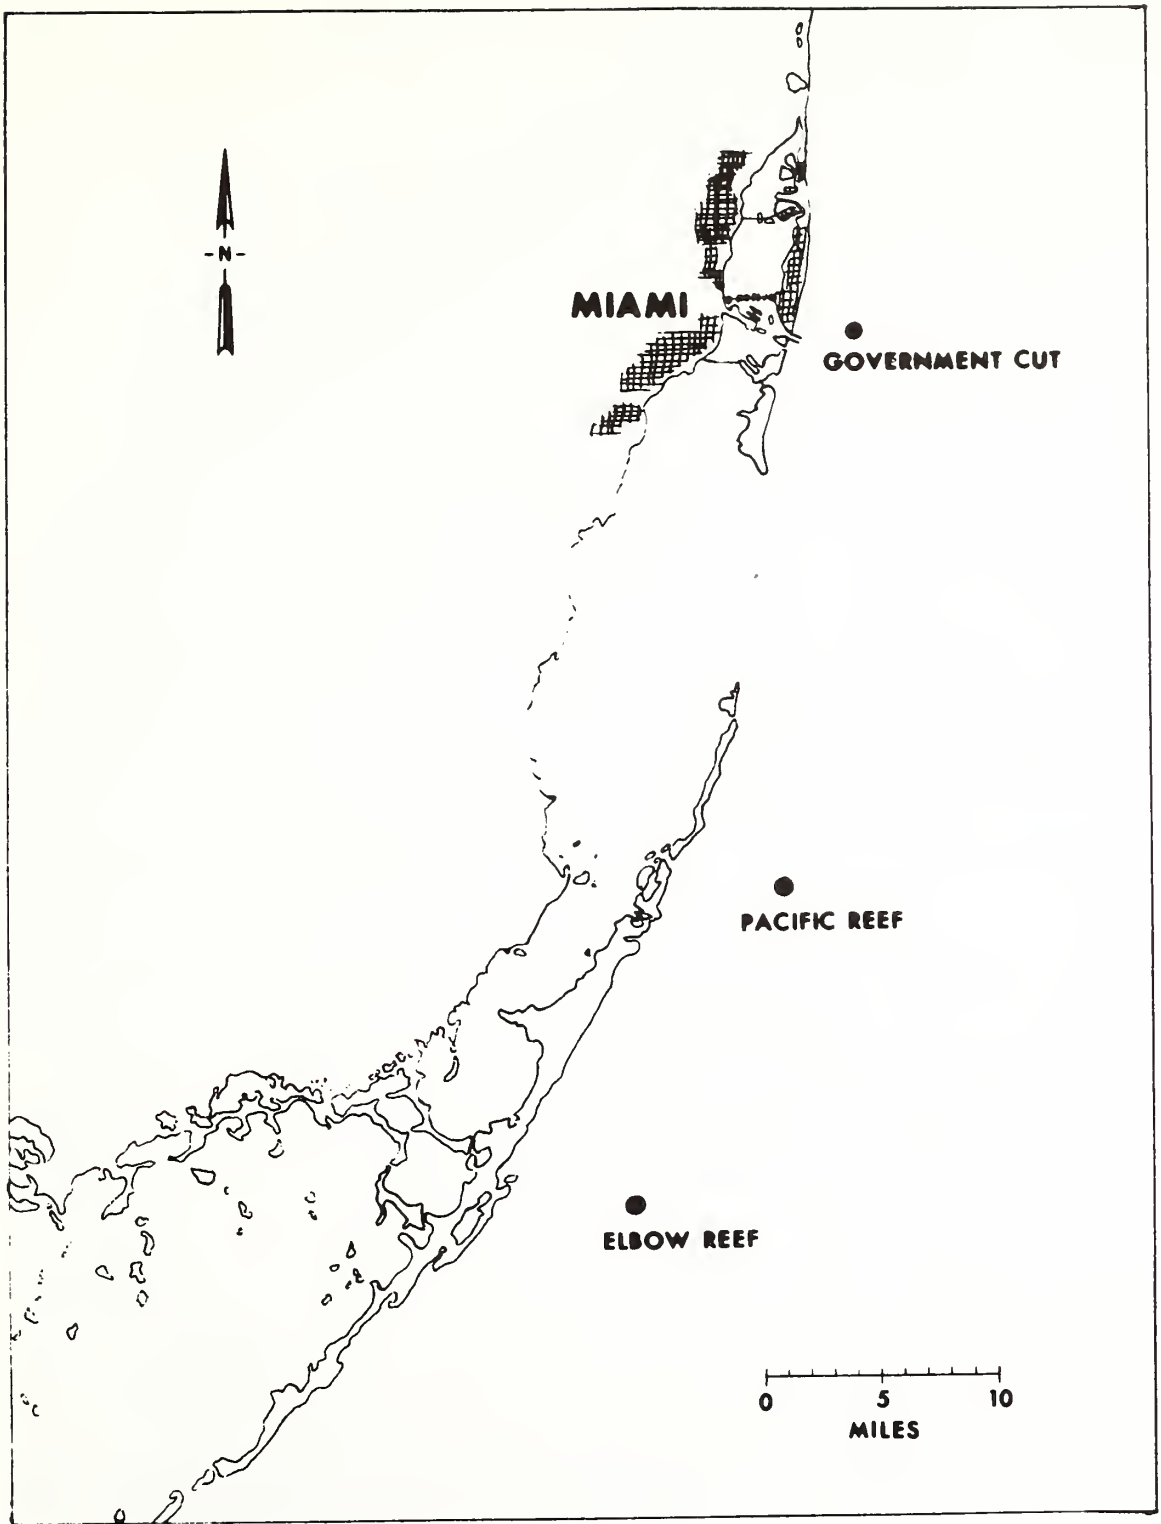 -N-
MIAMI
GOVERNMENT CUT
PACIFIC REEF
ELBOW REEF
0 5 10
MILES